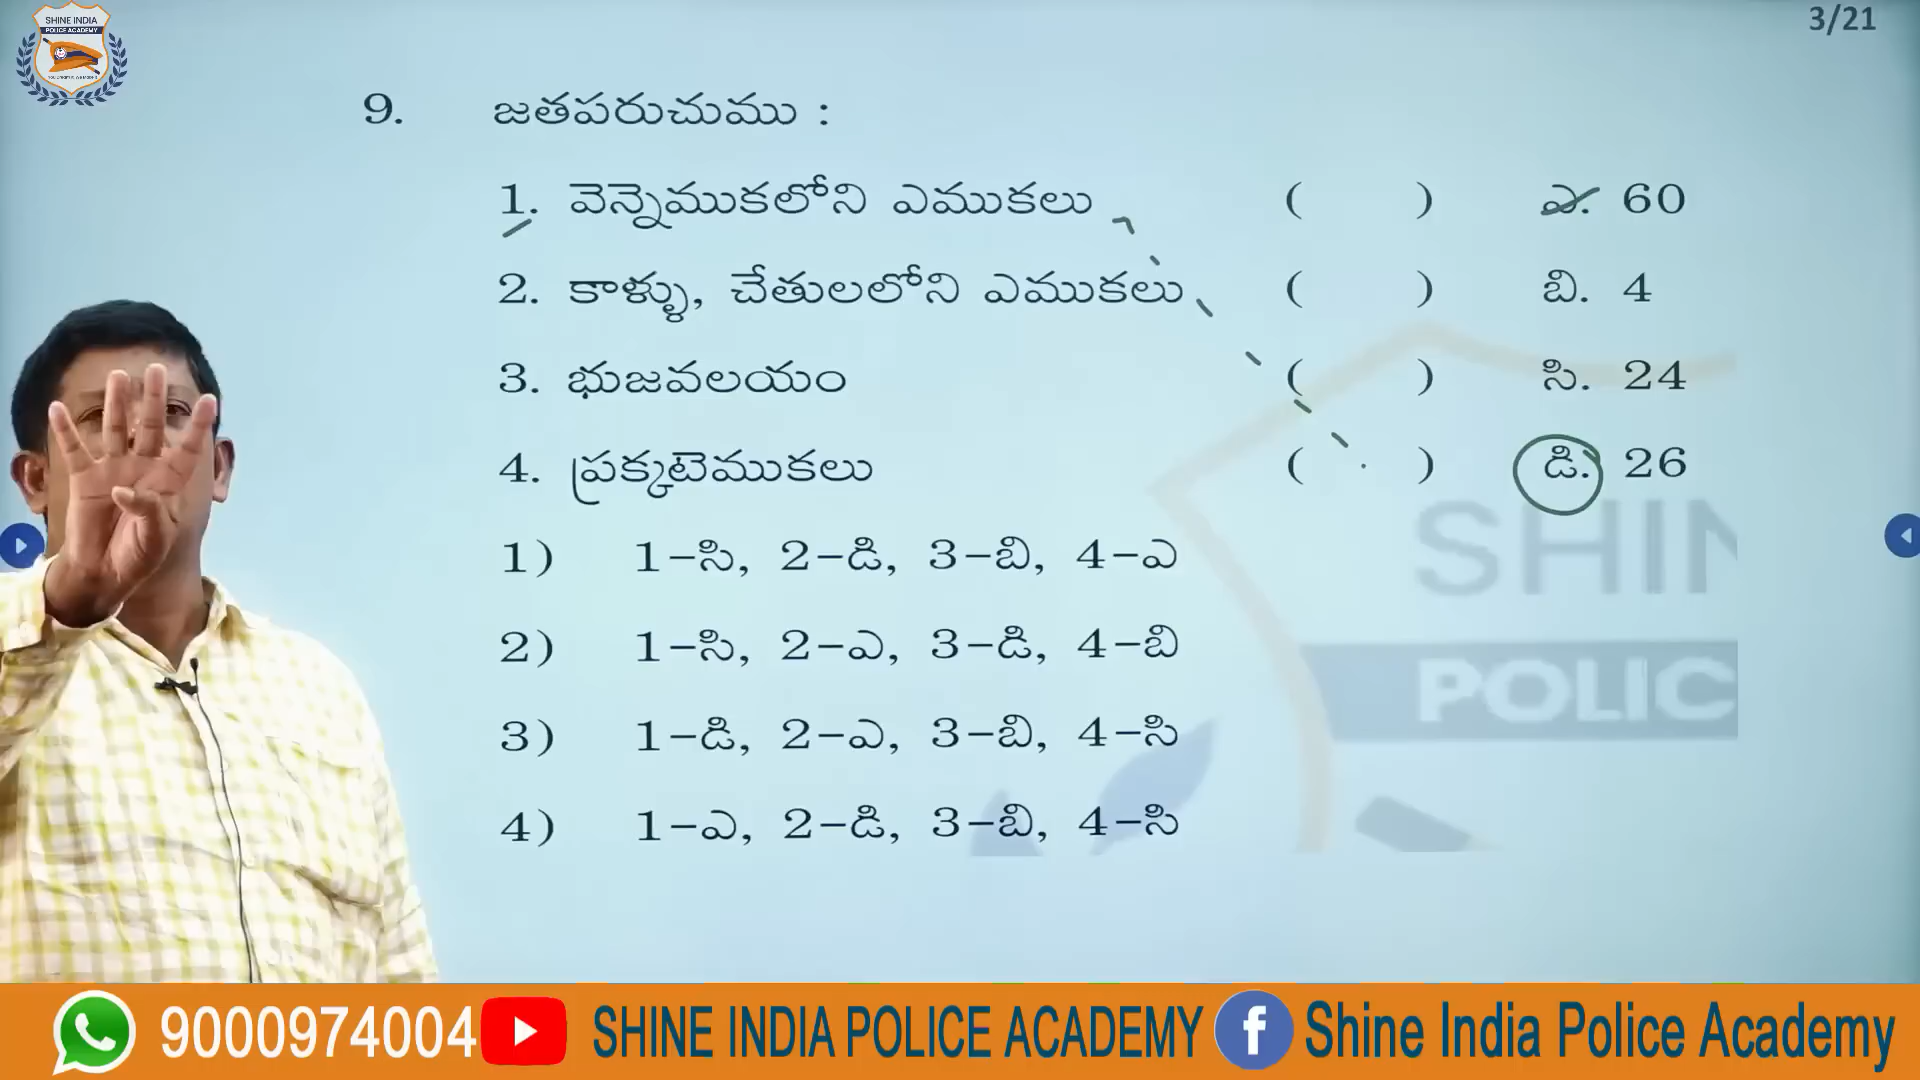 SHINE INDIA
POLICE ACADEMY
3/21
9. జతపరుచుము :
1. వెన్నెముకలోని ఎముకలు ( ) ఎ. 60
2. కాళ్ళు, చేతులలోని ఎముకలు ( ) బి. 4
3. భుజవలయం ( ) సి. 24
4. ప్రక్కటెముకలు ( ) డి. 26
1) 1-సి, 2-డి, 3-బి, 4-ఎ
2) 1-సి, 2-ఎ, 3-డి, 4-బి
3) 1-డి, 2-ఎ, 3-బి, 4-సి
4) 1-ఎ, 2-డి, 3-బి, 4-సి
SHIN
POLIC
9000974004 SHINE INDIA POLICE ACADEMY Shine India Police Academy